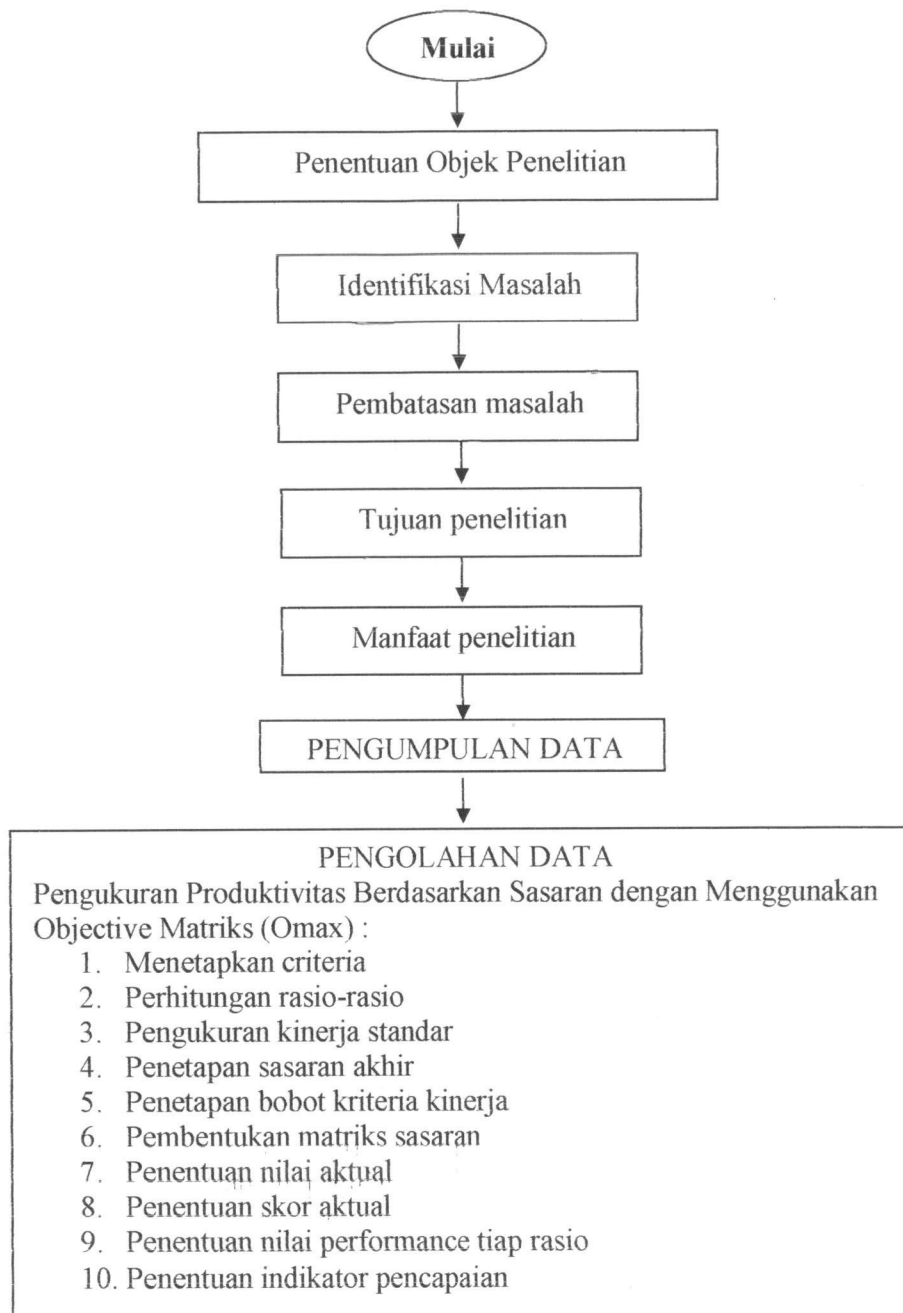 Mulai
Penentuan Objek Penelitian
Identifikasi Masalah
Pembatasan masalah
Tujuan penelitian
Manfaat penelitian
PENGUMPULAN DATA
PENGOLAHAN DATA
Pengukuran Produktivitas Berdasarkan Sasaran dengan Menggunakan
Objective Matriks (Omax) :
1. Menetapkan criteria
2. Perhitungan rasio-rasio
3. Pengukuran kinerja standar
4. Penetapan sasaran akhir
5. Penetapan bobot kriteria kinerja
6. Pembentukan matriks sasaran
7. Penentuan nilai aktual
8. Penentuan skor aktual
9. Penentuan nilai performance tiap rasio
10. Penentuan indikator pencapaian